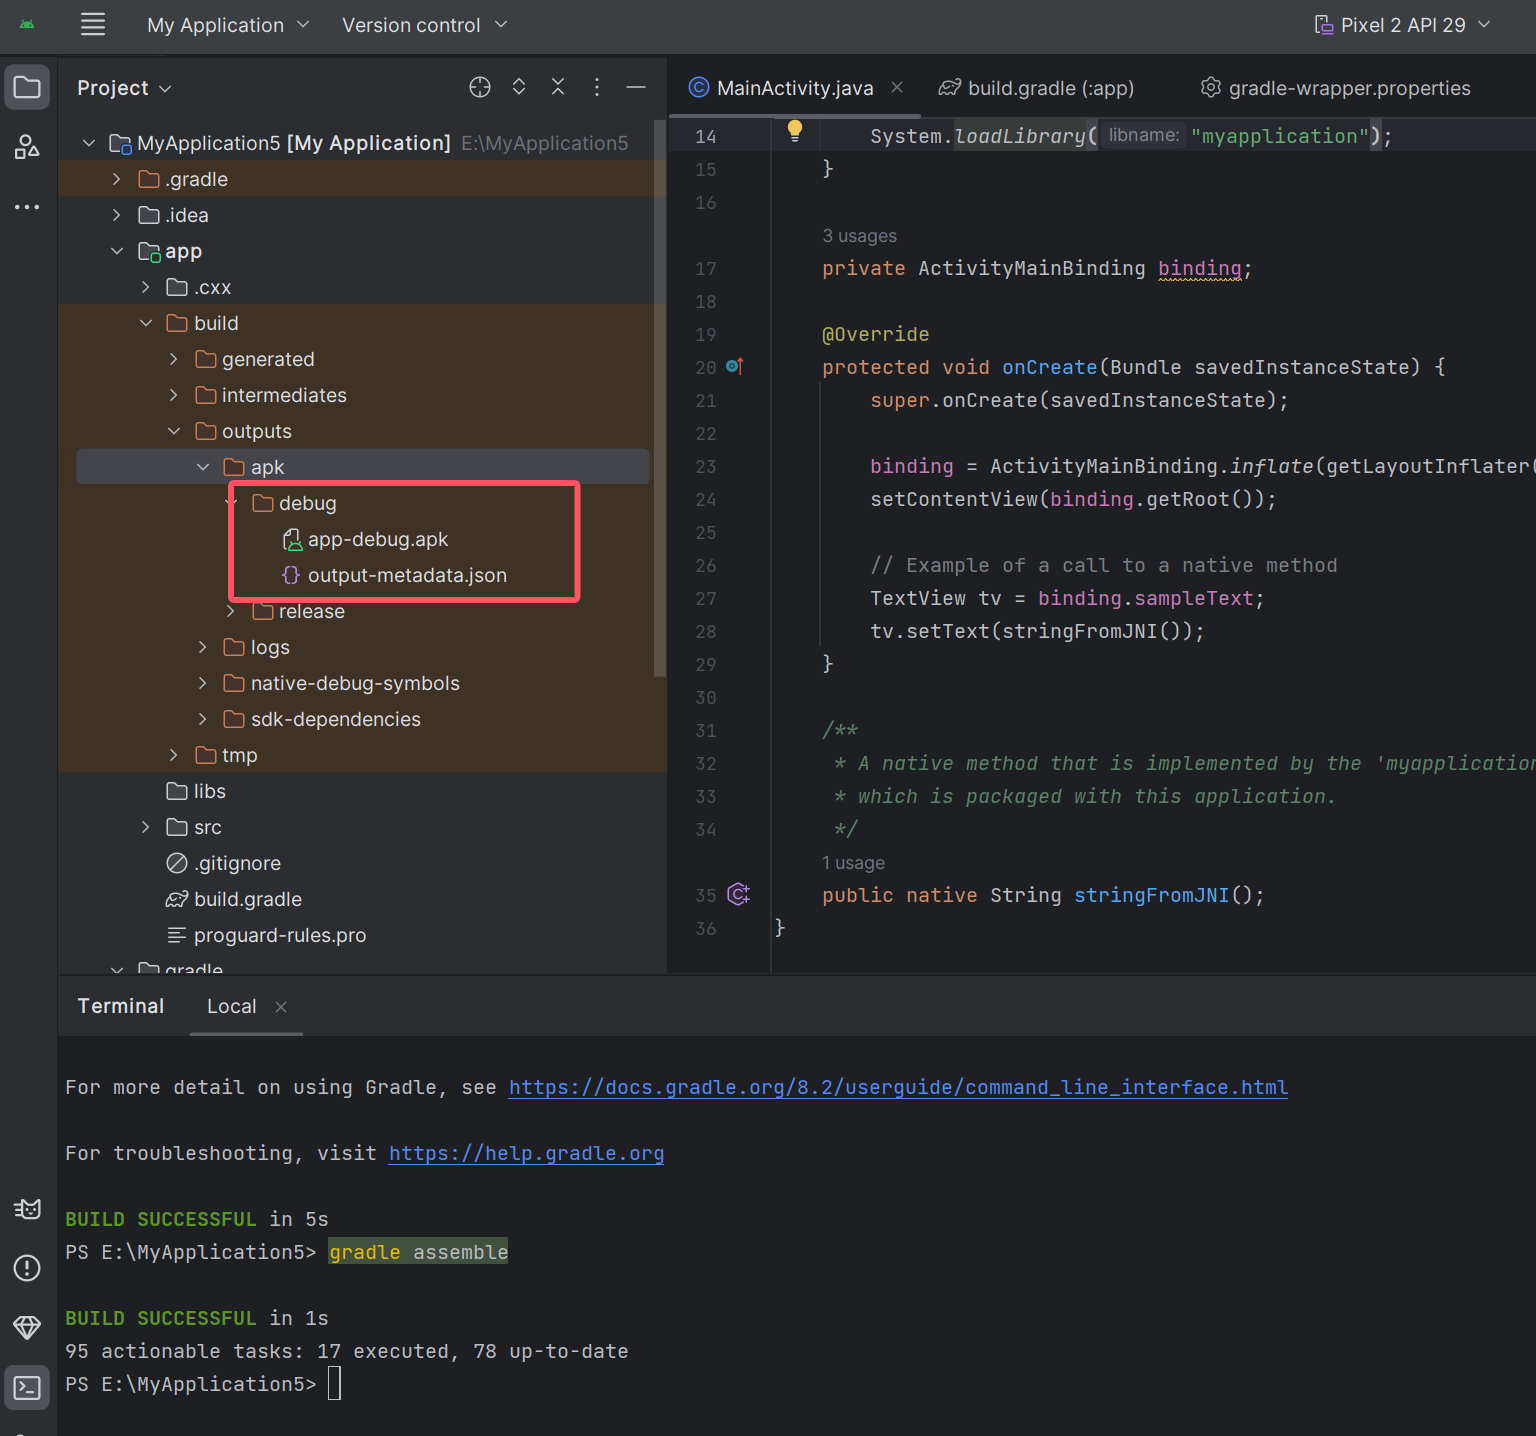 My Application
Version control
Pixel 2 API 29
Project
MyApplication5 [My Application] E:\MyApplication5
.gradle
.idea
app
.cxx
build
generated
intermediates
outputs
apk
debug
app-debug.apk
output-metadata.json
release
logs
native-debug-symbols
sdk-dependencies
tmp
libs
src
.gitignore
build.gradle
proguard-rules.pro
gradle
MainActivity.java
build.gradle (:app)
gradle-wrapper.properties
14 System.loadLibrary( libname: "myapplication");
15 }
16
3 usages
17 private ActivityMainBinding binding;
18
19 @Override
20 protected void onCreate(Bundle savedInstanceState) {
21 super.onCreate(savedInstanceState);
22
23 binding = ActivityMainBinding.inflate(getLayoutInflater(
24 setContentView(binding.getRoot());
25
26 // Example of a call to a native method
27 TextView tv = binding.sampleText;
28 tv.setText(stringFromJNI());
29 }
30
31 /**
32 * A native method that is implemented by the 'myapplication
33 * which is packaged with this application.
34 */
1 usage
35 public native String stringFromJNI();
36 }
Terminal
Local
For more detail on using Gradle, see https://docs.gradle.org/8.2/userguide/command_line_interface.html
For troubleshooting, visit https://help.gradle.org
BUILD SUCCESSFUL in 5s
PS E:\MyApplication5> gradle assemble
BUILD SUCCESSFUL in 1s
95 actionable tasks: 17 executed, 78 up-to-date
PS E:\MyApplication5>